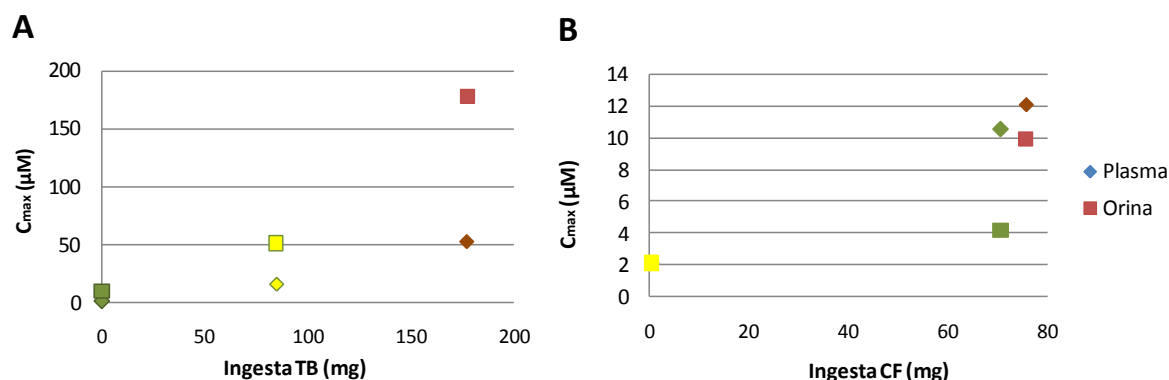 A
Cmax (µM)
200
150
100
50
0
0 50 100 150 200
Ingesta TB (mg)
B
Cmax (µM)
14
12
10
8
6
4
2
0
0 20 40 60 80
Ingesta CF (mg)
Plasma
Orina